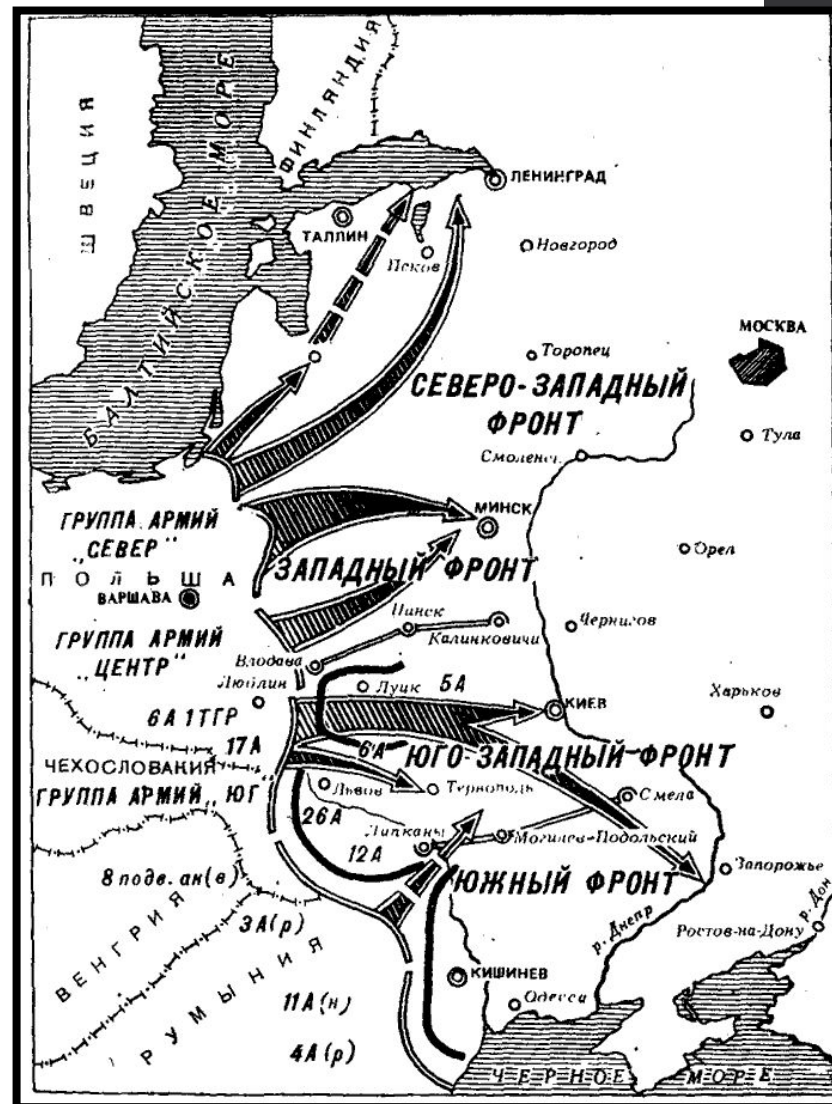 ШВЕЦИЯ
БАЛТИЙСКОЕ МОРЕ
ФИНЛЯНДИЯ
ЛЕНИНГРАД
ТАЛЛИН
Новгород
Псков
МОСКВА
Торопец
СЕВЕРО-ЗАПАДНЫЙ
ФРОНТ
Тула
Смоленск
ГРУППА АРМИЙ
„СЕВЕР"
МИНСК
Орел
ПОЛЬША
ЗАПАДНЫЙ ФРОНТ
ВАРШАВА
Пинск
Калинковичи
Чернигов
ГРУППА АРМИЙ
„ЦЕНТР"
Влодава
Люблин
Луцк
5А
КИЕВ
Харьков
6А 1ТГР
17А
6А
ЮГО-ЗАПАДНЫЙ ФРОНТ
ЧЕХОСЛОВАКИЯ
ГРУППА АРМИЙ „ЮГ"
Львов
Тернополь
Смела
26А
Липканы
Могилев-Подольский
12А
8 подв. ан(в)
ЮЖНЫЙ ФРОНТ
Запорожье
3А(р)
р. Днепр
Ростов-на-Дону
р. Дон
ВЕНГРИЯ
РУМЫНИЯ
КИШИНЕВ
11А(н)
Одесса
4А(р)
ЧЕРНОЕ МОРЕ